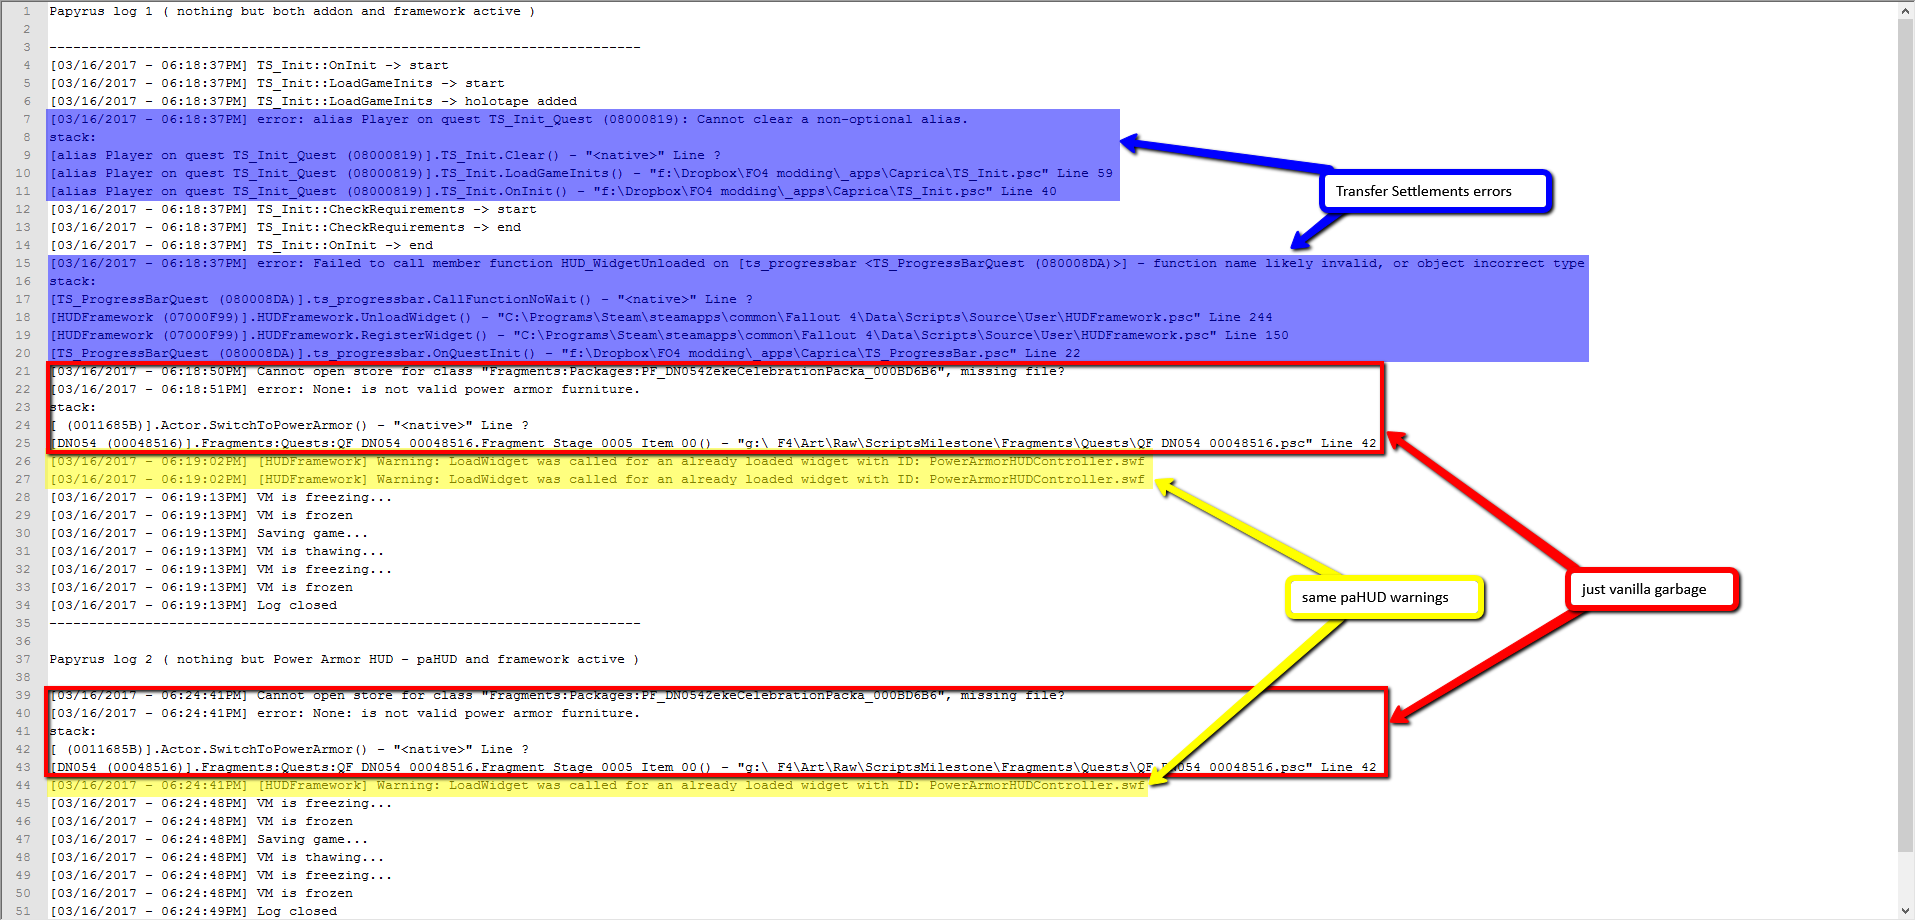 1 Papyrus log 1 ( nothing but both addon and framework active )
2
3 --------------------------------------------------------------------------
4 [03/16/2017 - 06:18:37PM] TS_Init::OnInit -> start
5 [03/16/2017 - 06:18:37PM] TS_Init::LoadGameInits -> start
6 [03/16/2017 - 06:18:37PM] TS_Init::LoadGameInits -> holotape added
7 [03/16/2017 - 06:18:37PM] error: alias Player on quest TS_Init_Quest (08000819): Cannot clear a non-optional alias.
8 stack:
9 [alias Player on quest TS_Init_Quest (08000819)].TS_Init.Clear() - "<native>" Line ?
10 [alias Player on quest TS_Init_Quest (08000819)].TS_Init.LoadGameInits() - "f:\Dropbox\FO4 modding\_apps\Caprica\TS_Init.psc" Line 59
11 [alias Player on quest TS_Init_Quest (08000819)].TS_Init.OnInit() - "f:\Dropbox\FO4 modding\_apps\Caprica\TS_Init.psc" Line 40
Transfer Settlements errors
12 [03/16/2017 - 06:18:37PM] TS_Init::CheckRequirements -> start
13 [03/16/2017 - 06:18:37PM] TS_Init::CheckRequirements -> end
14 [03/16/2017 - 06:18:37PM] TS_Init::OnInit -> end
15 [03/16/2017 - 06:18:37PM] error: Failed to call member function HUD_WidgetUnloaded on [ts_progressbar <TS_ProgressBarQuest (080008DA)>] - function name likely invalid, or object incorrect type
16 stack:
17 [TS_ProgressBarQuest (080008DA)].ts_progressbar.CallFunctionNoWait() - "<native>" Line ?
18 [HUDFramework (07000F99)].HUDFramework.UnloadWidget() - "C:\Programs\Steam\steamapps\common\Fallout 4\Data\Scripts\Source\User\HUDFramework.psc" Line 244
19 [HUDFramework (07000F99)].HUDFramework.RegisterWidget() - "C:\Programs\Steam\steamapps\common\Fallout 4\Data\Scripts\Source\User\HUDFramework.psc" Line 150
20 [TS_ProgressBarQuest (080008DA)].ts_progressbar.OnQuestInit() - "f:\Dropbox\FO4 modding\_apps\Caprica\TS_ProgressBar.psc" Line 22
21 [03/16/2017 - 06:18:50PM] Cannot open store for class "Fragments:Packages:PF_DN054ZekeCelebrationPacka_000BD6B6", missing file?
22 [03/16/2017 - 06:18:51PM] error: None: is not valid power armor furniture.
23 stack:
24 [ (0011685B)].Actor.SwitchToPowerArmor() - "<native>" Line ?
25 [DN054 (00048516)].Fragments:Quests:QF_DN054_00048516.Fragment_Stage_0005_Item_00() - "g:\_F4\Art\Raw\ScriptsMilestone\Fragments\Quests\QF_DN054_00048516.psc" Line 42
26 [03/16/2017 - 06:19:02PM] [HUDFramework] Warning: LoadWidget was called for an already loaded widget with ID: PowerArmorHUDController.swf
27 [03/16/2017 - 06:19:02PM] [HUDFramework] Warning: LoadWidget was called for an already loaded widget with ID: PowerArmorHUDController.swf
28 [03/16/2017 - 06:19:13PM] VM is freezing...
29 [03/16/2017 - 06:19:13PM] VM is frozen
30 [03/16/2017 - 06:19:13PM] Saving game...
31 [03/16/2017 - 06:19:13PM] VM is thawing...
32 [03/16/2017 - 06:19:13PM] VM is freezing...
33 [03/16/2017 - 06:19:13PM] VM is frozen
just vanilla garbage
same paHUD warnings
34 [03/16/2017 - 06:19:13PM] Log closed
35 --------------------------------------------------------------------------
36
37 Papyrus log 2 ( nothing but Power Armor HUD - paHUD and framework active )
38
39 [03/16/2017 - 06:24:41PM] Cannot open store for class "Fragments:Packages:PF_DN054ZekeCelebrationPacka_000BD6B6", missing file?
40 [03/16/2017 - 06:24:41PM] error: None: is not valid power armor furniture.
41 stack:
42 [ (0011685B)].Actor.SwitchToPowerArmor() - "<native>" Line ?
43 [DN054 (00048516)].Fragments:Quests:QF_DN054_00048516.Fragment_Stage_0005_Item_00() - "g:\_F4\Art\Raw\ScriptsMilestone\Fragments\Quests\QF_DN054_00048516.psc" Line 42
44 [03/16/2017 - 06:24:41PM] [HUDFramework] Warning: LoadWidget was called for an already loaded widget with ID: PowerArmorHUDController.swf
45 [03/16/2017 - 06:24:48PM] VM is freezing...
46 [03/16/2017 - 06:24:48PM] VM is frozen
47 [03/16/2017 - 06:24:48PM] Saving game...
48 [03/16/2017 - 06:24:48PM] VM is thawing...
49 [03/16/2017 - 06:24:48PM] VM is freezing...
50 [03/16/2017 - 06:24:48PM] VM is frozen
51 [03/16/2017 - 06:24:49PM] Log closed